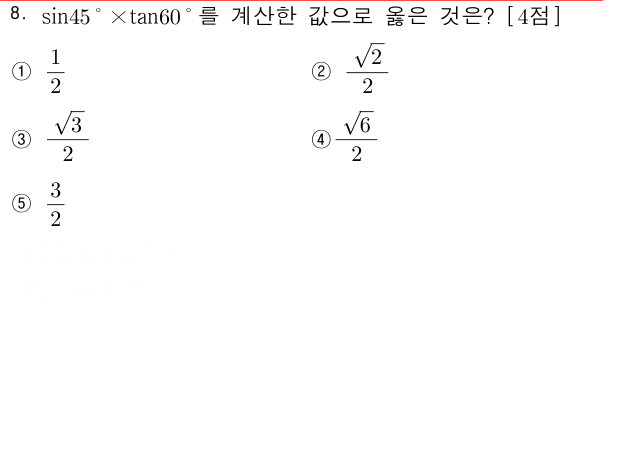 8. sin45°×tan60°를 계산한 값으로 옳은 것은? [4점]
① 1/2 ② √2/2
③ √3/2 ④ √6/2
⑤ 3/2